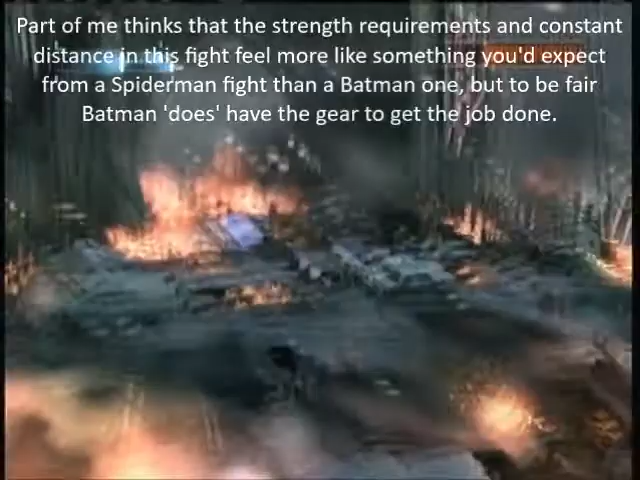 Part of me thinks that the strength requirements and constant
distance in this fight feel more like something you'd expect
from a Spiderman fight than a Batman one, but to be fair
Batman 'does' have the gear to get the job done.